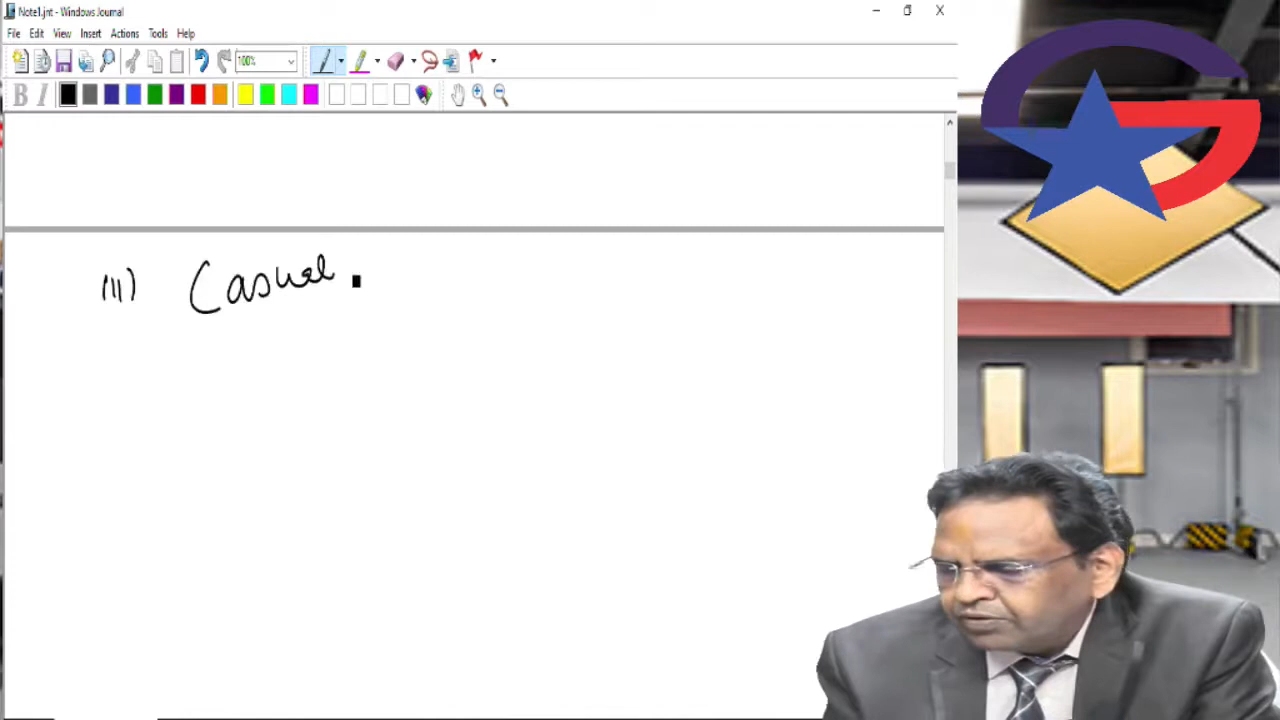 Note1.jnt - Windows Journal
File Edit View Insert Actions Tools Help
100%
B I
(III) Casual